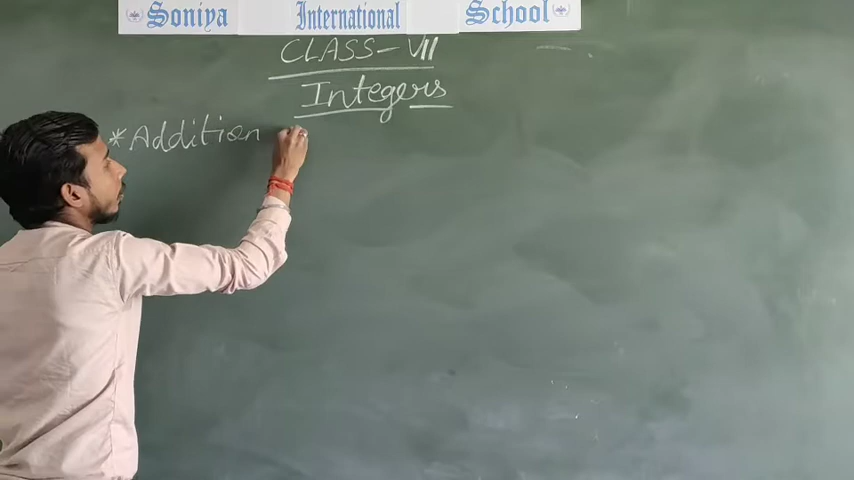 Soniya International School
CLASS-VII
Integers
*Addition